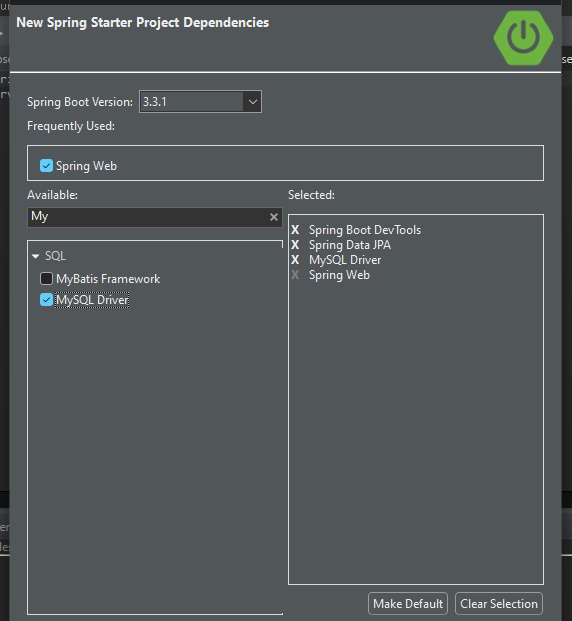 New Spring Starter Project Dependencies
Spring Boot Version: 3.3.1
Frequently Used:
Spring Web
Available:
My
SQL
MyBatis Framework
MySQL Driver
Selected:
X Spring Boot DevTools
X Spring Data JPA
X MySQL Driver
X Spring Web
Make Default
Clear Selection